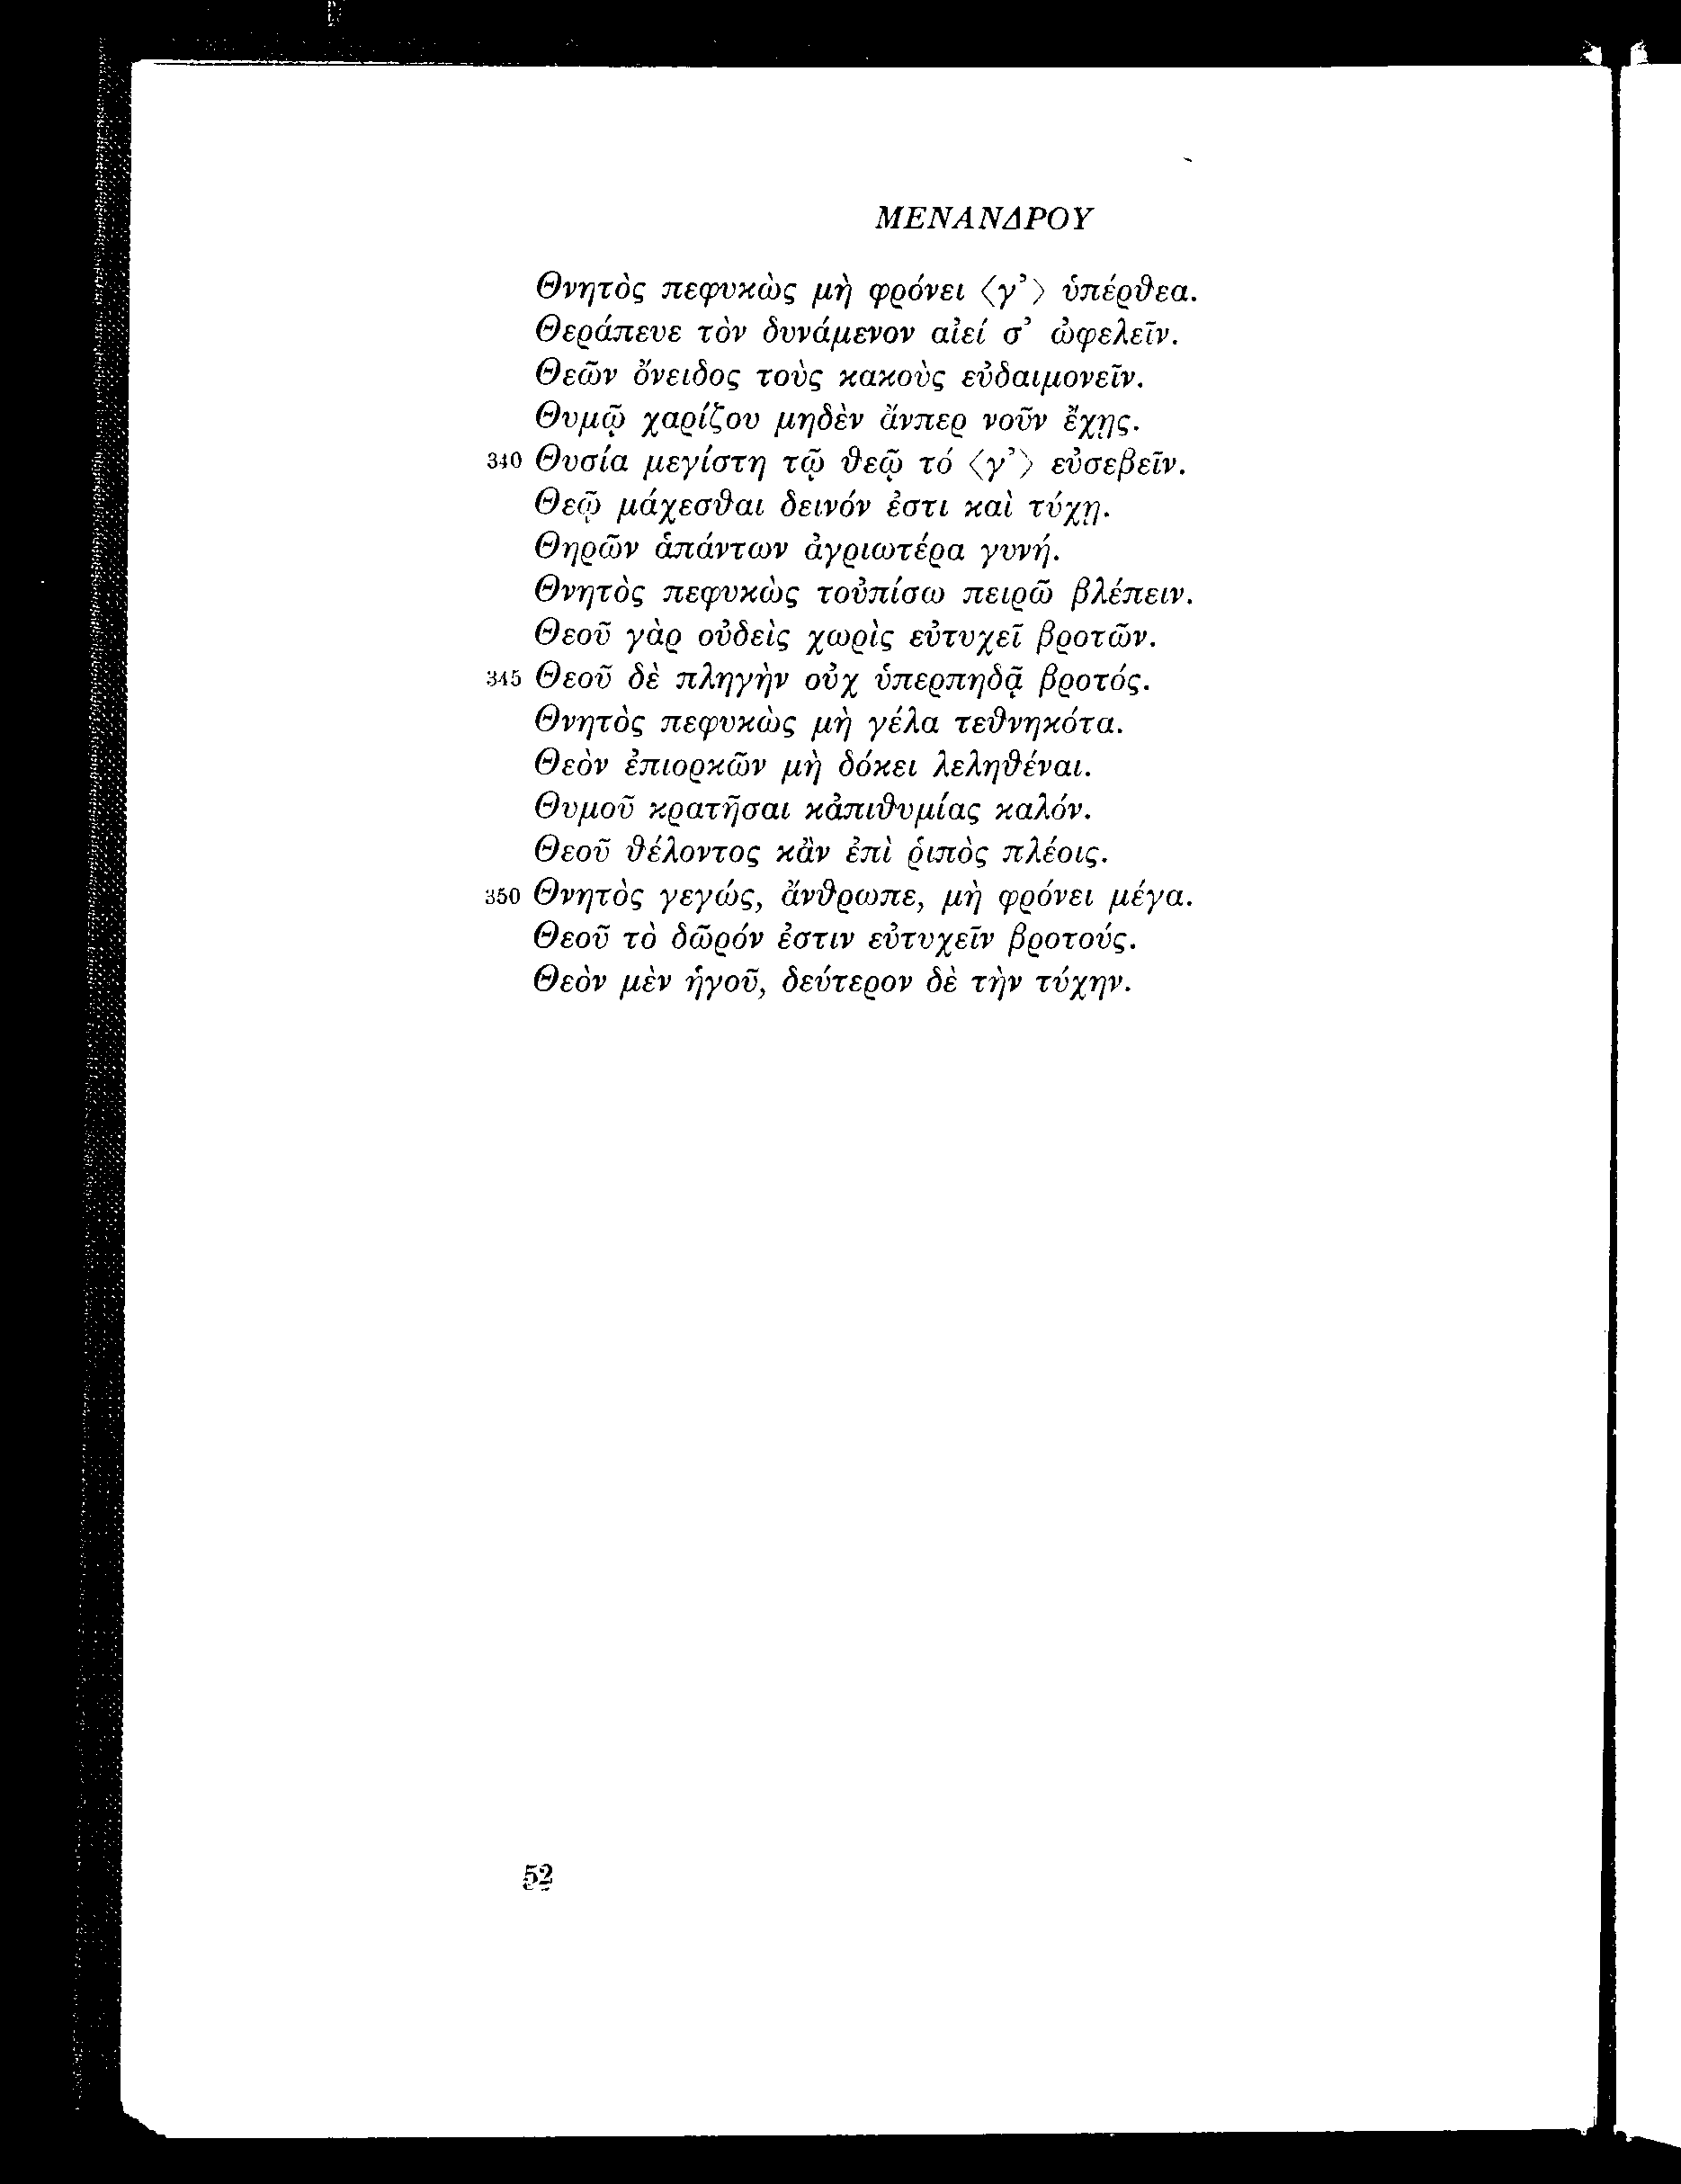 ΜΕΝΑΝΔΡΟΥ
Θνητὸς πεφυκὼς μὴ φρόνει ⟨γ’⟩ ὑπέρθεα.
Θεράπευε τὸν δυνάμενον αἰεί σ’ ὠφελεῖν.
Θεῶν ὄνειδος τοὺς κακοὺς εὐδαιμονεῖν.
Θυμῷ χαρίζου μηδὲν ἄνπερ νοῦν ἔχῃς.
340 Θυσία μεγίστη τῷ θεῷ τό ⟨γ’⟩ εὐσεβεῖν.
Θεῷ μάχεσθαι δεινόν ἐστι καὶ τύχῃ.
Θηρῶν ἁπάντων ἀγριωτέρα γυνή.
Θνητὸς πεφυκὼς τοὐπίσω πειρῶ βλέπειν.
Θεοῦ γὰρ οὐδεὶς χωρὶς εὐτυχεῖ βροτῶν.
345 Θεοῦ δὲ πληγὴν οὐχ ὑπερπηδᾷ βροτός.
Θνητὸς πεφυκὼς μὴ γέλα τεθνηκότα.
Θεὸν ἐπιορκῶν μὴ δόκει λεληθέναι.
Θυμοῦ κρατῆσαι κἀπιθυμίας καλόν.
Θεοῦ θέλοντος κἂν ἐπὶ ῥιπὸς πλέοις.
350 Θνητὸς γεγώς, ἄνθρωπε, μὴ φρόνει μέγα.
Θεοῦ τὸ δῶρόν ἐστιν εὐτυχεῖν βροτούς.
Θεὸν μὲν ἡγοῦ, δεύτερον δὲ τὴν τύχην.
52